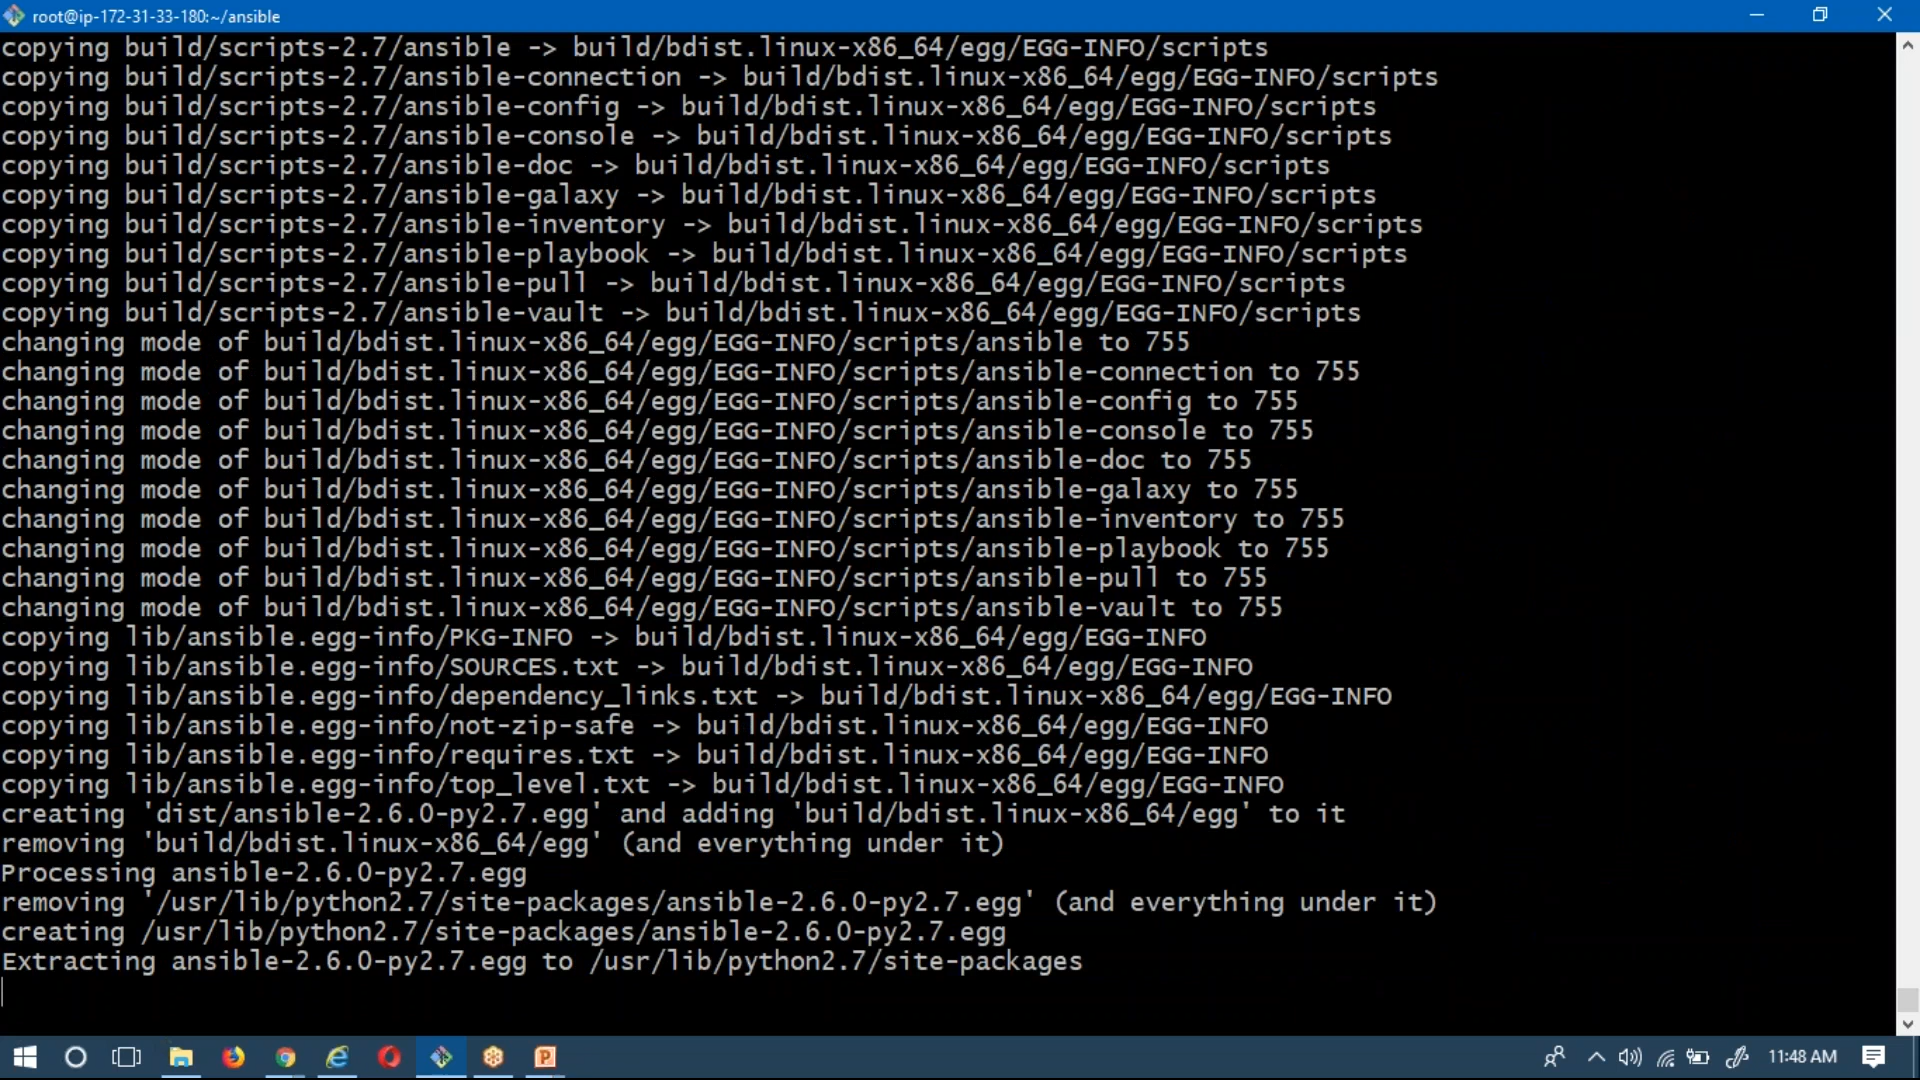 root@ip-172-31-33-180:~/ansible
copying build/scripts-2.7/ansible -> build/bdist.linux-x86_64/egg/EGG-INFO/scripts
copying build/scripts-2.7/ansible-connection -> build/bdist.linux-x86_64/egg/EGG-INFO/scripts
copying build/scripts-2.7/ansible-config -> build/bdist.linux-x86_64/egg/EGG-INFO/scripts
copying build/scripts-2.7/ansible-console -> build/bdist.linux-x86_64/egg/EGG-INFO/scripts
copying build/scripts-2.7/ansible-doc -> build/bdist.linux-x86_64/egg/EGG-INFO/scripts
copying build/scripts-2.7/ansible-galaxy -> build/bdist.linux-x86_64/egg/EGG-INFO/scripts
copying build/scripts-2.7/ansible-inventory -> build/bdist.linux-x86_64/egg/EGG-INFO/scripts
copying build/scripts-2.7/ansible-playbook -> build/bdist.linux-x86_64/egg/EGG-INFO/scripts
copying build/scripts-2.7/ansible-pull -> build/bdist.linux-x86_64/egg/EGG-INFO/scripts
copying build/scripts-2.7/ansible-vault -> build/bdist.linux-x86_64/egg/EGG-INFO/scripts
changing mode of build/bdist.linux-x86_64/egg/EGG-INFO/scripts/ansible to 755
changing mode of build/bdist.linux-x86_64/egg/EGG-INFO/scripts/ansible-connection to 755
changing mode of build/bdist.linux-x86_64/egg/EGG-INFO/scripts/ansible-config to 755
changing mode of build/bdist.linux-x86_64/egg/EGG-INFO/scripts/ansible-console to 755
changing mode of build/bdist.linux-x86_64/egg/EGG-INFO/scripts/ansible-doc to 755
changing mode of build/bdist.linux-x86_64/egg/EGG-INFO/scripts/ansible-galaxy to 755
changing mode of build/bdist.linux-x86_64/egg/EGG-INFO/scripts/ansible-inventory to 755
changing mode of build/bdist.linux-x86_64/egg/EGG-INFO/scripts/ansible-playbook to 755
changing mode of build/bdist.linux-x86_64/egg/EGG-INFO/scripts/ansible-pull to 755
changing mode of build/bdist.linux-x86_64/egg/EGG-INFO/scripts/ansible-vault to 755
copying lib/ansible.egg-info/PKG-INFO -> build/bdist.linux-x86_64/egg/EGG-INFO
copying lib/ansible.egg-info/SOURCES.txt -> build/bdist.linux-x86_64/egg/EGG-INFO
copying lib/ansible.egg-info/dependency_links.txt -> build/bdist.linux-x86_64/egg/EGG-INFO
copying lib/ansible.egg-info/not-zip-safe -> build/bdist.linux-x86_64/egg/EGG-INFO
copying lib/ansible.egg-info/requires.txt -> build/bdist.linux-x86_64/egg/EGG-INFO
copying lib/ansible.egg-info/top_level.txt -> build/bdist.linux-x86_64/egg/EGG-INFO
creating 'dist/ansible-2.6.0-py2.7.egg' and adding 'build/bdist.linux-x86_64/egg' to it
removing 'build/bdist.linux-x86_64/egg' (and everything under it)
Processing ansible-2.6.0-py2.7.egg
removing '/usr/lib/python2.7/site-packages/ansible-2.6.0-py2.7.egg' (and everything under it)
creating /usr/lib/python2.7/site-packages/ansible-2.6.0-py2.7.egg
Extracting ansible-2.6.0-py2.7.egg to /usr/lib/python2.7/site-packages
11:48 AM